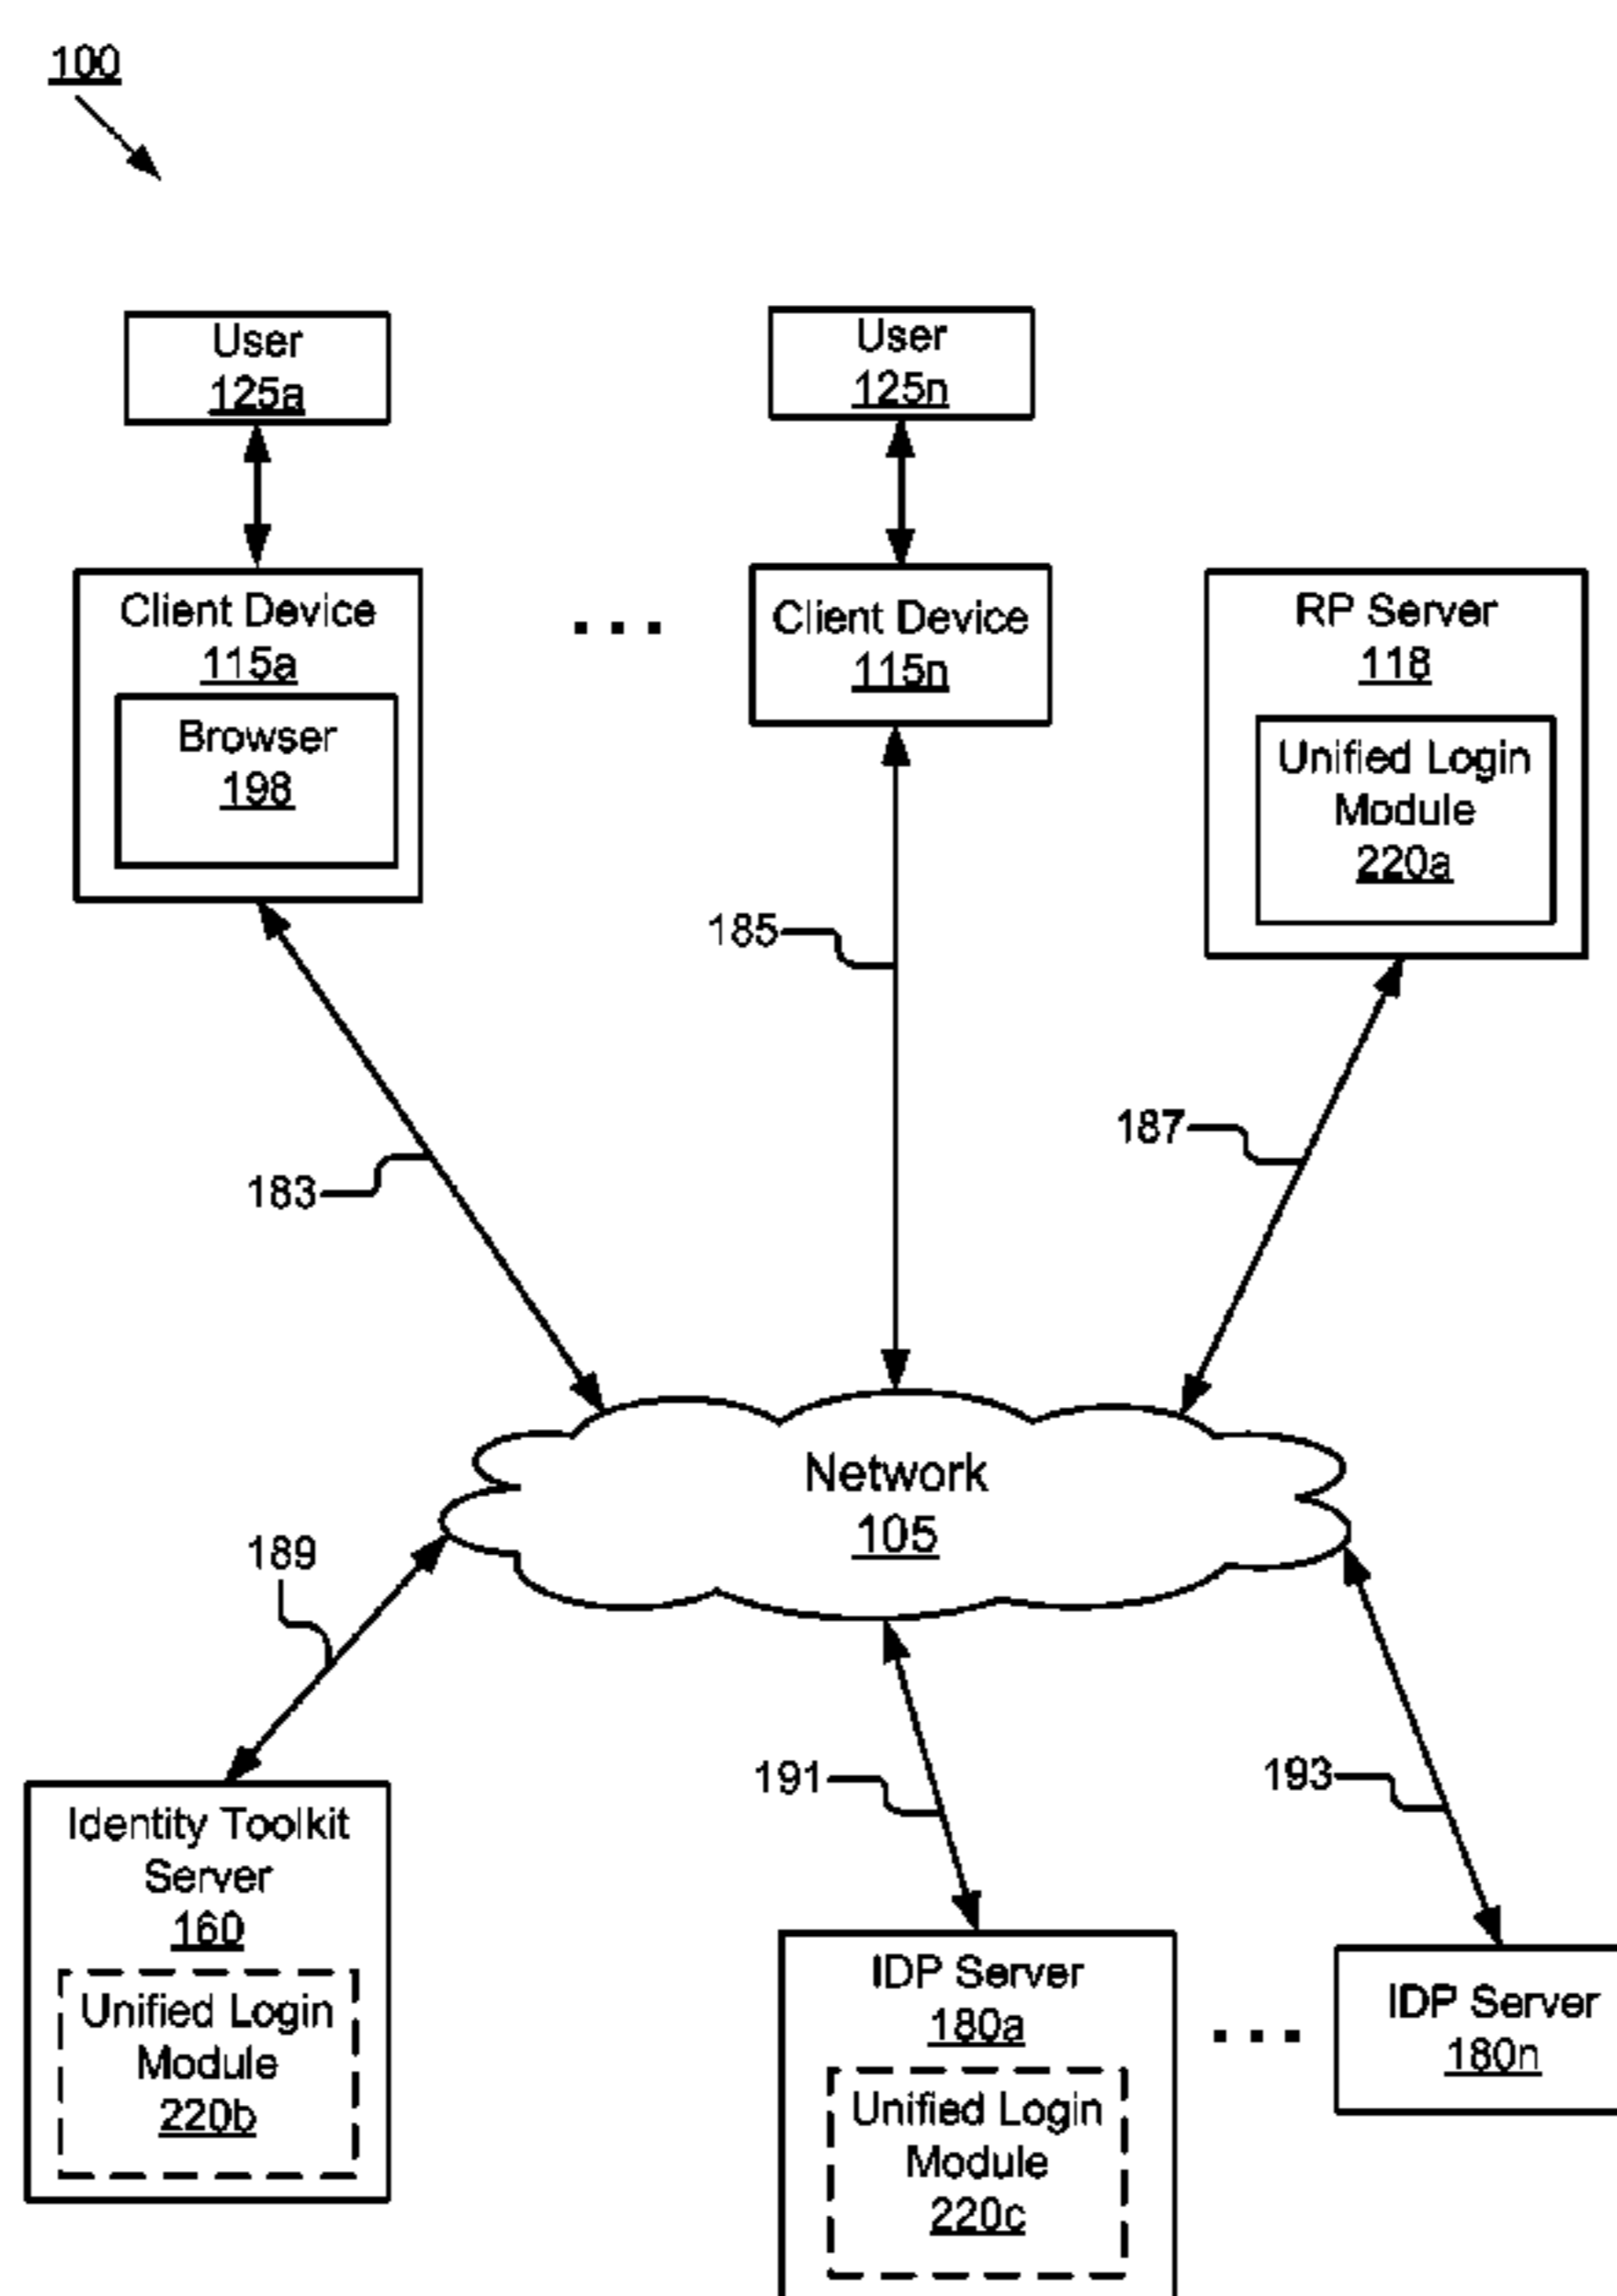 100
User
125a
User
125n
Client Device
115a
Browser
198
Client Device
115n
RP Server
118
Unified Login
Module
220a
185
187
183
Network
105
189
191
193
Identity Toolkit
Server
160
Unified Login
Module
220b
IDP Server
180a
Unified Login
Module
220c
IDP Server
180n